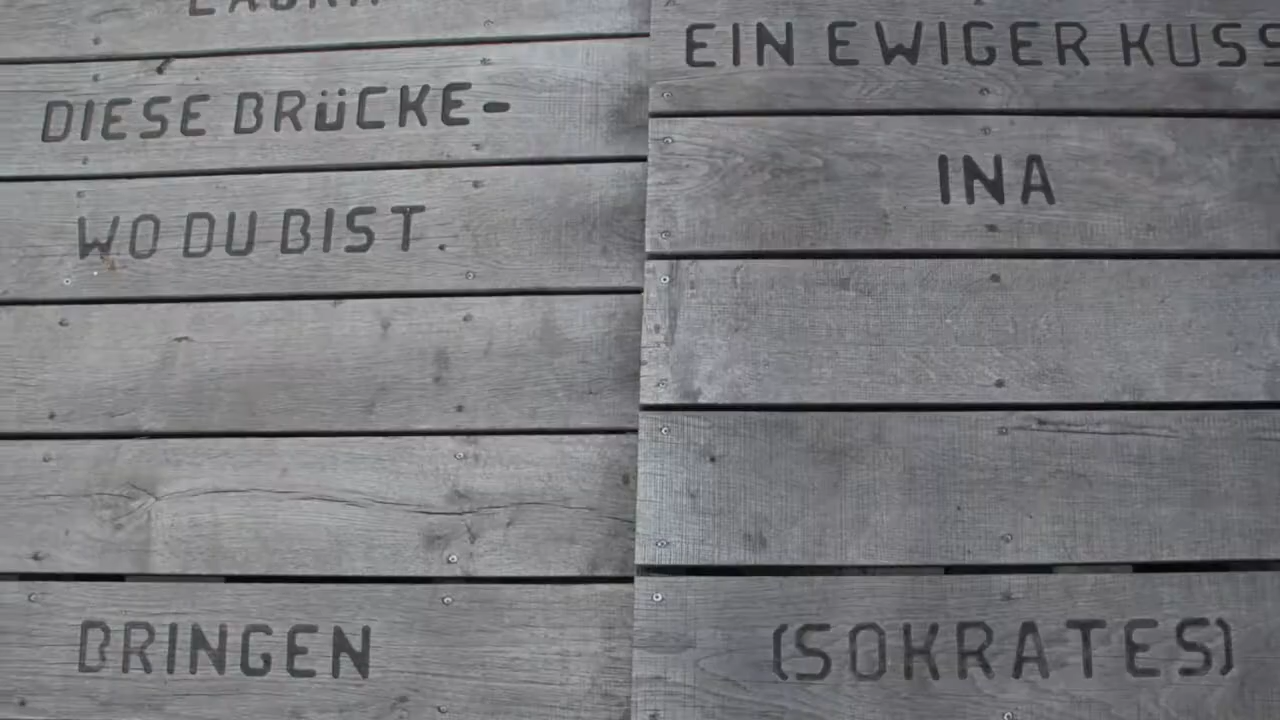 DIESE BRÜCKE-
WO DU BIST.
BRINGEN
EIN EWIGER KUSS
INA
(SOKRATES)